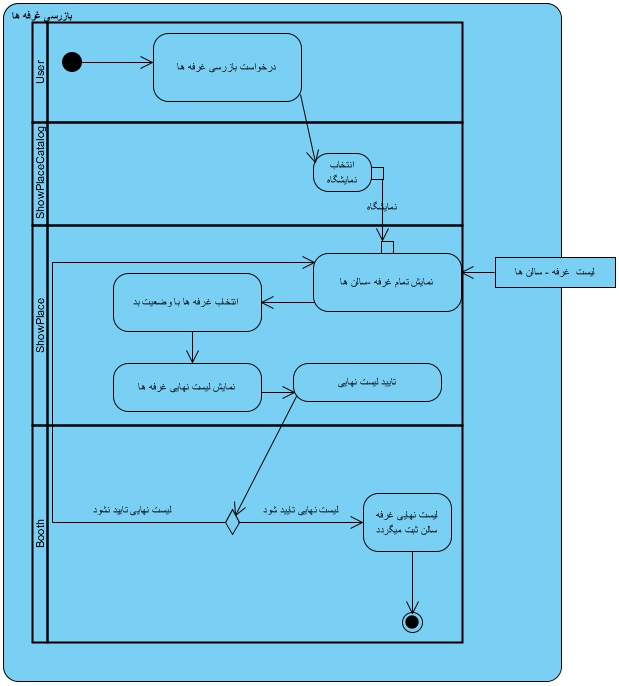 بازرسی غرفه ها
User
درخواست بازرسی غرفه ها
ShowPlaceCatalog
انتخاب
نمایشگاه
نمایشگاه
ShowPlace
نمایش تمام غرفه -سالن ها
لیست غرفه - سالن ها
انتخاب غرفه ها با وضعیت بد
نمایش لیست نهایی غرفه ها
تایید لیست نهایی
Booth
لیست نهایی تایید نشود
لیست نهایی تایید شود
لیست نهایی غرفه
سالن ثبت میگردد